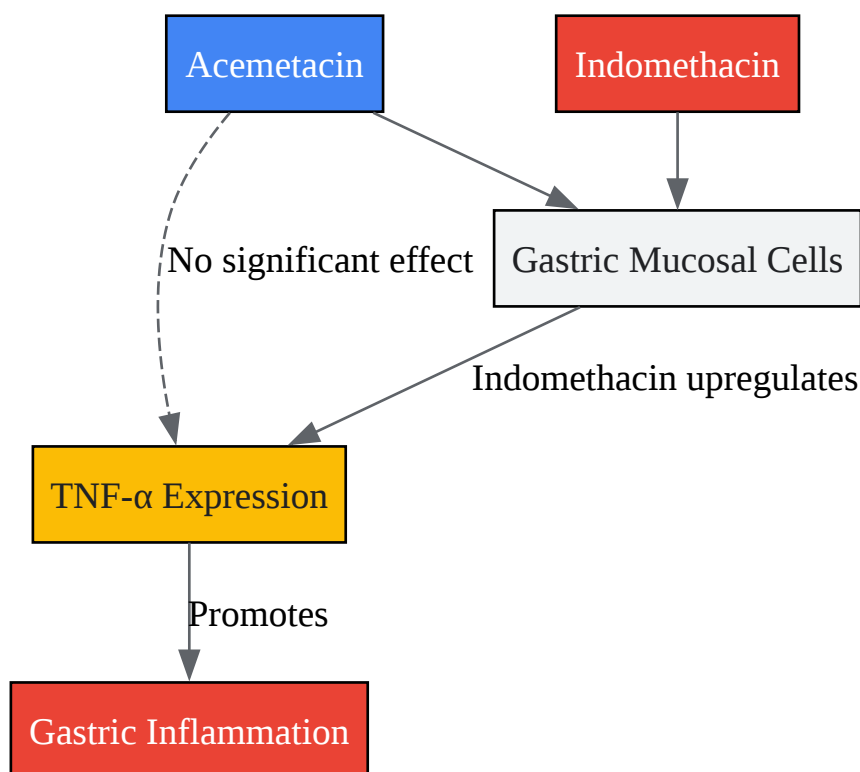 Acemetacin
Indomethacin
No significant effect
Gastric Mucosal Cells
Indomethacin upregulates
TNF-α Expression
Promotes
Gastric Inflammation